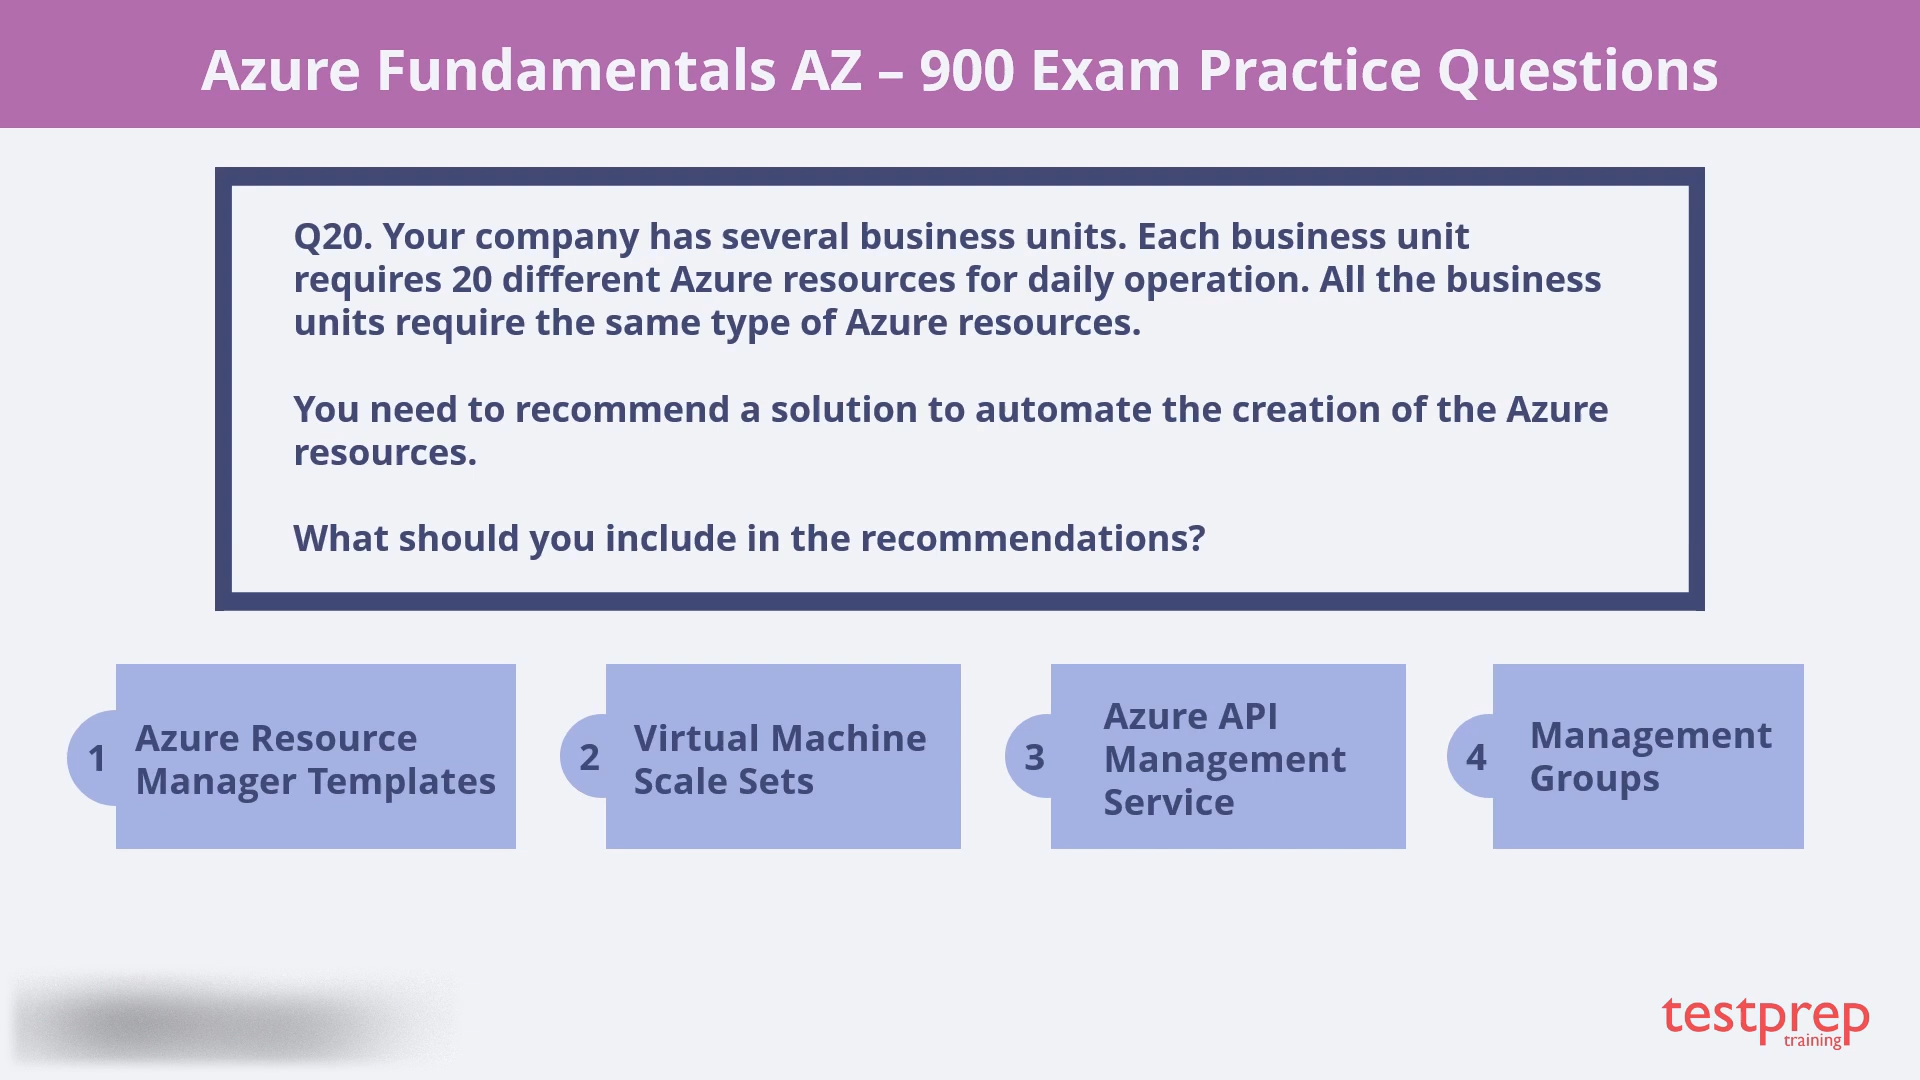 Azure Fundamentals AZ – 900 Exam Practice Questions
Q20. Your company has several business units. Each business unit
requires 20 different Azure resources for daily operation. All the business
units require the same type of Azure resources.
You need to recommend a solution to automate the creation of the Azure
resources.
What should you include in the recommendations?
1
Azure Resource
Manager Templates
2
Virtual Machine
Scale Sets
3
Azure API
Management
Service
4
Management
Groups
testprep
training